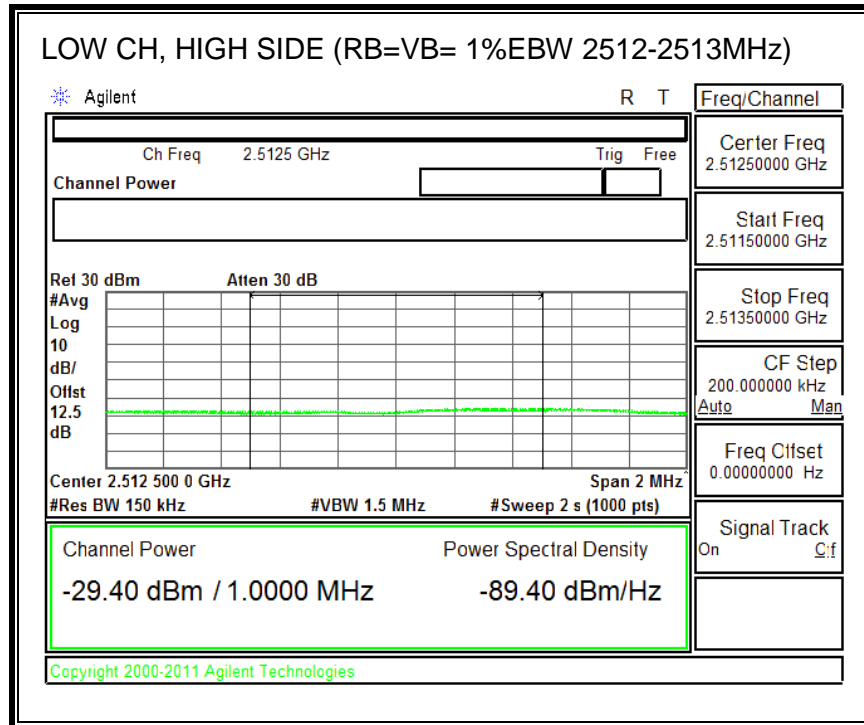 LOW CH, HIGH SIDE (RB=VB= 1%EBW 2512-2513MHz)
Agilent
R T
Freq/Channel
Ch Freq 2.5125 GHz
Trig Free
Channel Power
Center Freq
2.51250000 GHz
Start Freq
2.51150000 GHz
Stop Freq
2.51350000 GHz
CF Step
200.000000 kHz
Auto Man
Freq Offset
0.00000000 Hz
Signal Track
On Off
Ref 30 dBm
Atten 30 dB
#Avg
Log
10
dB/
Offst
12.5
dB
Center 2.512 500 0 GHz
Span 2 MHz^
#Res BW 150 kHz
#VBW 1.5 MHz
#Sweep 2 s (1000 pts)
Channel Power
-29.40 dBm / 1.0000 MHz
Power Spectral Density
-89.40 dBm/Hz
Copyright 2000-2011 Agilent Technologies